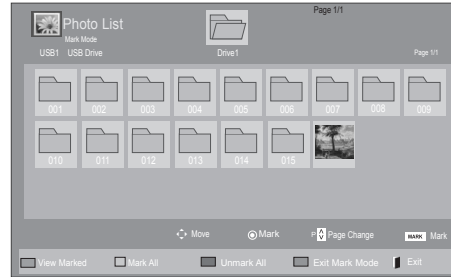 Photo List
Page 1/1
Mark Mode
USB1 USB Drive
Drive1
Page 1/1
001 002 003 004 005 006 007 008 009
010 011 012 013 014 015
Move Mark P Page Change MARK Mark
View Marked Mark All Unmark All Exit Mark Mode Exit